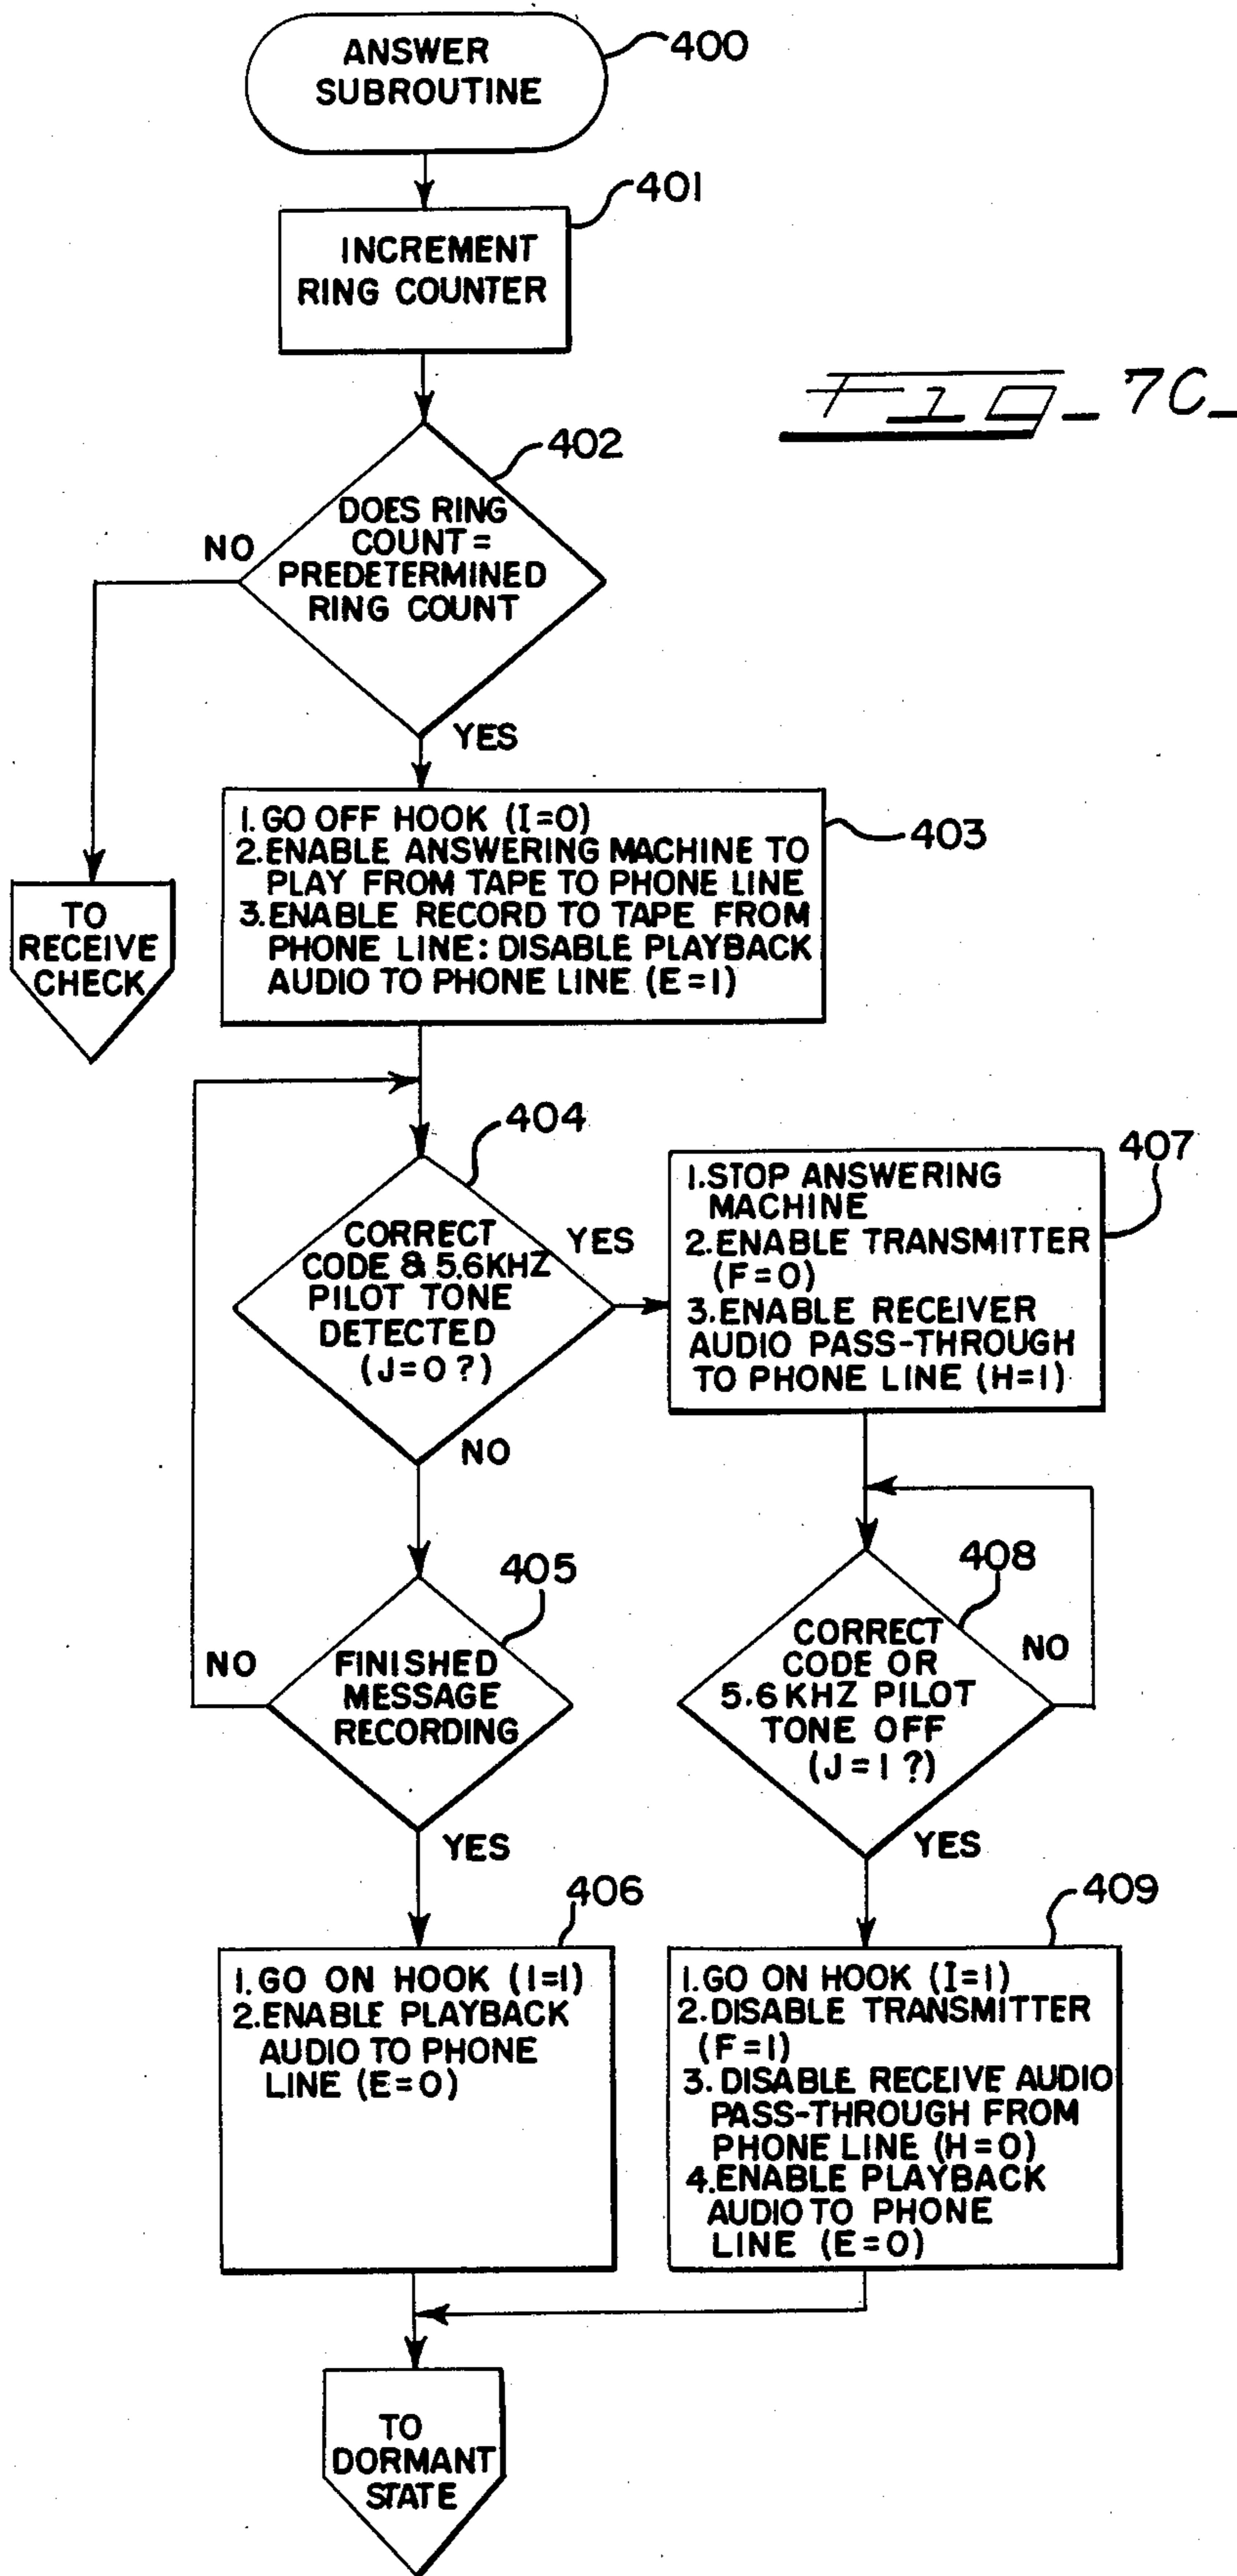 ANSWER
SUBROUTINE
400
401
INCREMENT
RING COUNTER
Fig_7C_
402
DOES RING
COUNT =
PREDETERMINED
RING COUNT
NO
YES
1. GO OFF HOOK (I=0)
2. ENABLE ANSWERING MACHINE TO
PLAY FROM TAPE TO PHONE LINE
3. ENABLE RECORD TO TAPE FROM
PHONE LINE: DISABLE PLAYBACK
AUDIO TO PHONE LINE (E=1)
403
TO
RECEIVE
CHECK
404
CORRECT
CODE & 5.6KHZ
PILOT TONE
DETECTED
(J=0?)
YES
NO
407
1. STOP ANSWERING
MACHINE
2. ENABLE TRANSMITTER
(F=0)
3. ENABLE RECEIVER
AUDIO PASS-THROUGH
TO PHONE LINE (H=1)
405
FINISHED
MESSAGE
RECORDING
NO
YES
408
CORRECT
CODE OR
5.6 KHZ PILOT
TONE OFF
(J=1?)
NO
YES
406
1. GO ON HOOK (I=1)
2. ENABLE PLAYBACK
AUDIO TO PHONE
LINE (E=0)
409
1. GO ON HOOK (I=1)
2. DISABLE TRANSMITTER
(F=1)
3. DISABLE RECEIVE AUDIO
PASS-THROUGH FROM
PHONE LINE (H=0)
4. ENABLE PLAYBACK
AUDIO TO PHONE
LINE (E=0)
TO
DORMANT
STATE